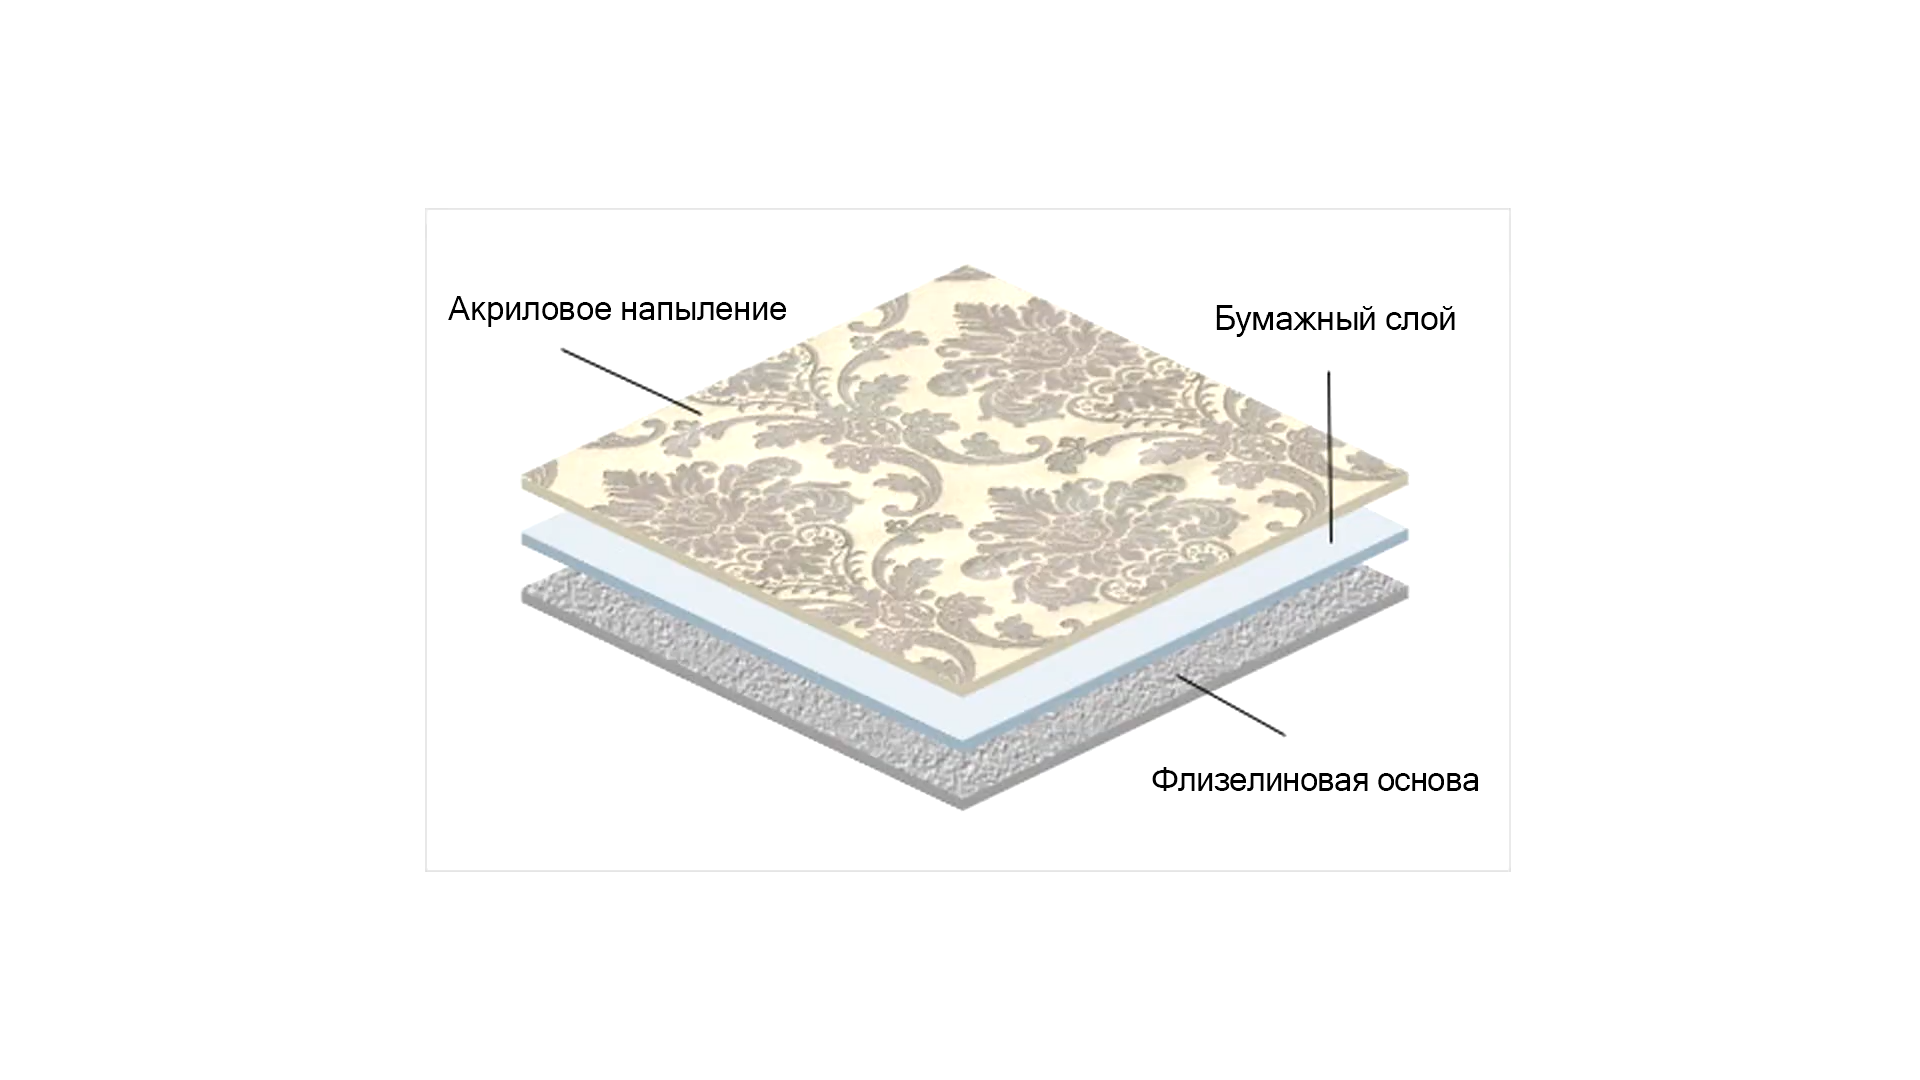 Акриловое напыление
Бумажный слой
Флизелиновая основа